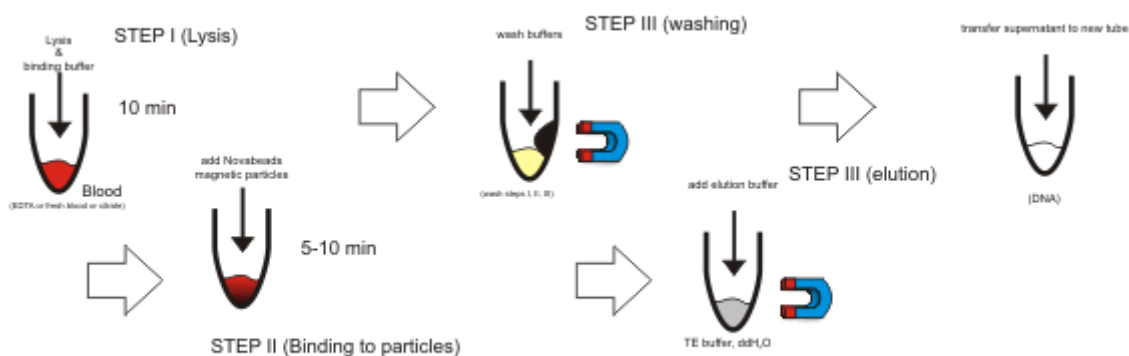 STEP I (Lysis)
Lysis
&
binding buffer
10 min
Blood
(EDTA or fresh blood or citrate)
add Novabeads
magnetic particles
5-10 min
STEP II (Binding to particles)
STEP III (washing)
wash buffers
(wash steps I, II, III)
add elution buffer
STEP III (elution)
TE buffer, ddH₂O
transfer supernatant to new tube
(DNA)